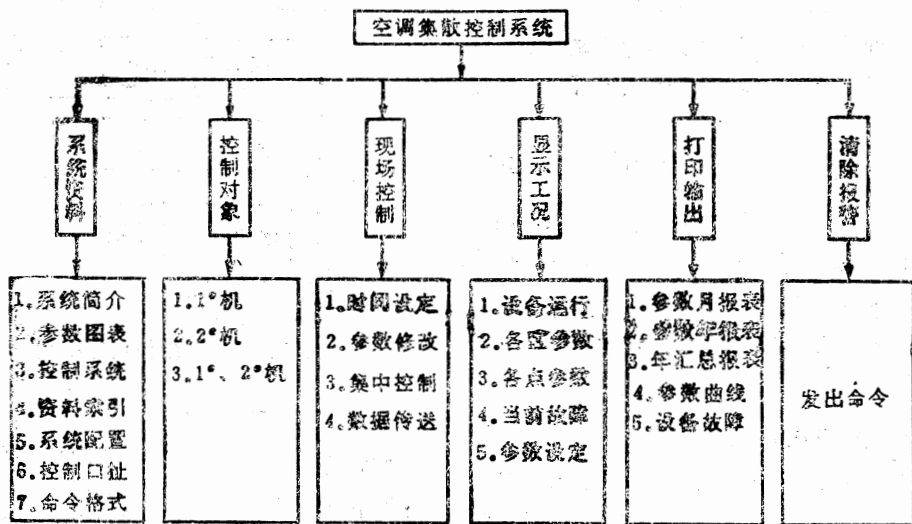 空调集散控制系统
系统资料
控制对象
现场控制
显示工况
打印输出
清除报警
1.系统简介
2.参数图表
3.控制系统
4.资料索引
5.系统配置
6.控制口址
7.命令格式
1.1°机
2.2°机
3.1°、2°机
1.时间设定
2.参数修改
3.集中控制
4.数据传送
1.设备运行
2.各区参数
3.各点参数
4.当前故障
5.参数设定
1.参数月报表
2.参数年报表
3.年汇总报表
4.参数曲线
5.设备故障
发出命令